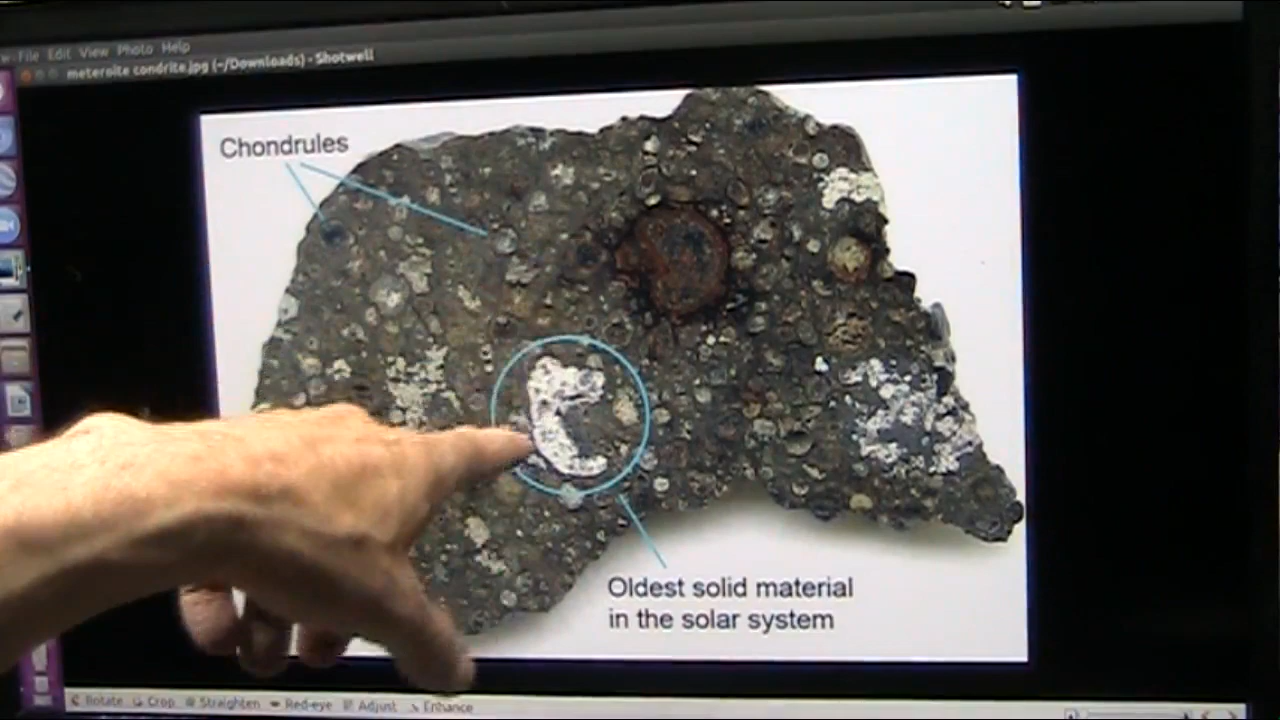 File Edit View Photo Help
meteroite condrite.jpg (~/Downloads) - Shotwell
Chondrules
Oldest solid material
in the solar system
Rotate Crop Straighten Red-eye Adjust Enhance